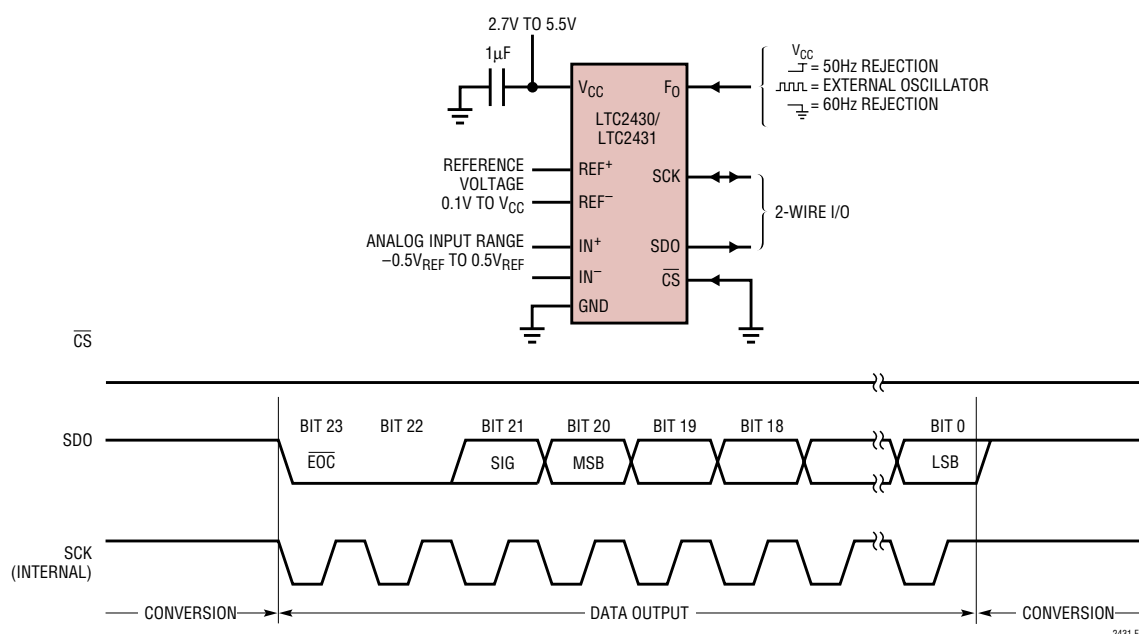 2.7V TO 5.5V
1µF
VCC
FO
LTC2430/
LTC2431
VCC
= 50Hz REJECTION
= EXTERNAL OSCILLATOR
= 60Hz REJECTION
REFERENCE
VOLTAGE
0.1V TO VCC
REF+
REF–
SCK
2-WIRE I/O
ANALOG INPUT RANGE
–0.5VREF TO 0.5VREF
IN+
IN–
SDO
CS
GND
CS
SDO
BIT 23
BIT 22
BIT 21
BIT 20
BIT 19
BIT 18
BIT 0
EOC
SIG
MSB
LSB
SCK
(INTERNAL)
CONVERSION
DATA OUTPUT
CONVERSION